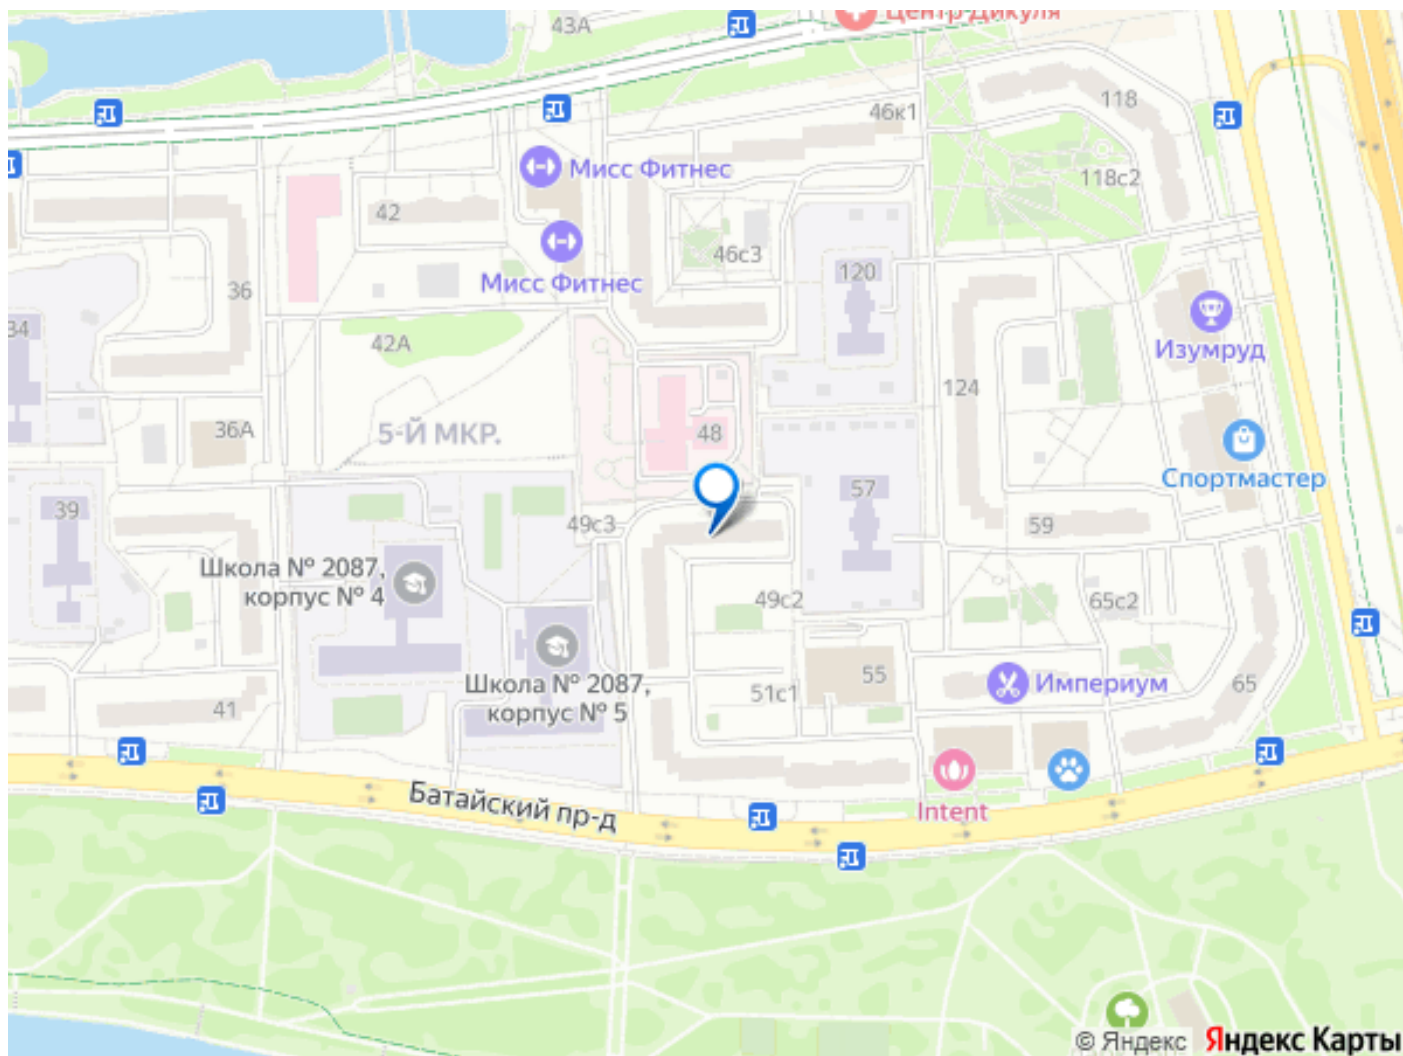 43А
Центр Дикуля
118
46к1
Мисс Фитнес
118с2
42
46с3
120
Мисс Фитнес
36
34
42А
Изумруд
124
36А
5-Й МКР.
48
Спортмастер
57
39
49с3
59
Школа № 2087,
корпус № 4
49с2
65с2
55
Империум
65
Школа № 2087,
корпус № 5
51с1
41
Батайский пр-д
Intent
© Яндекс Яндекс Карты